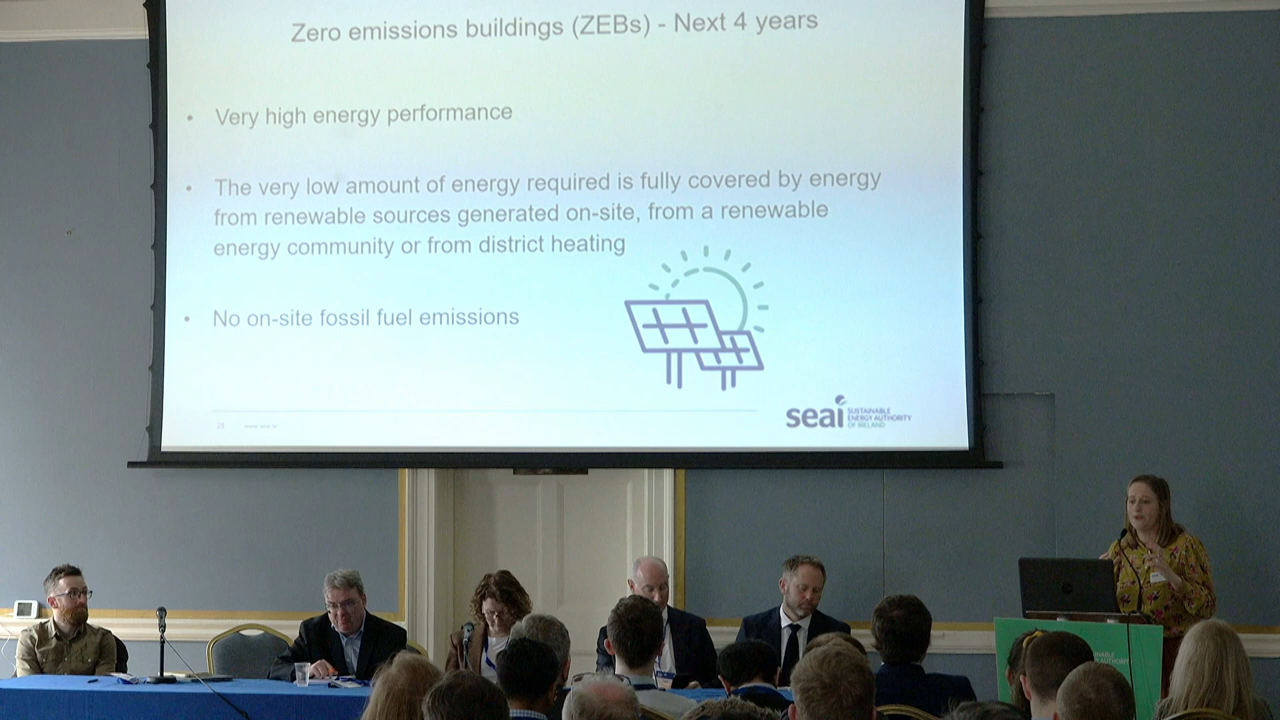 Zero emissions buildings (ZEBs) - Next 4 years
• Very high energy performance
• The very low amount of energy required is fully covered by energy
from renewable sources generated on-site, from a renewable
energy community or from district heating
• No on-site fossil fuel emissions
seai
SUSTAINABLE
ENERGY AUTHORITY
OF IRELAND